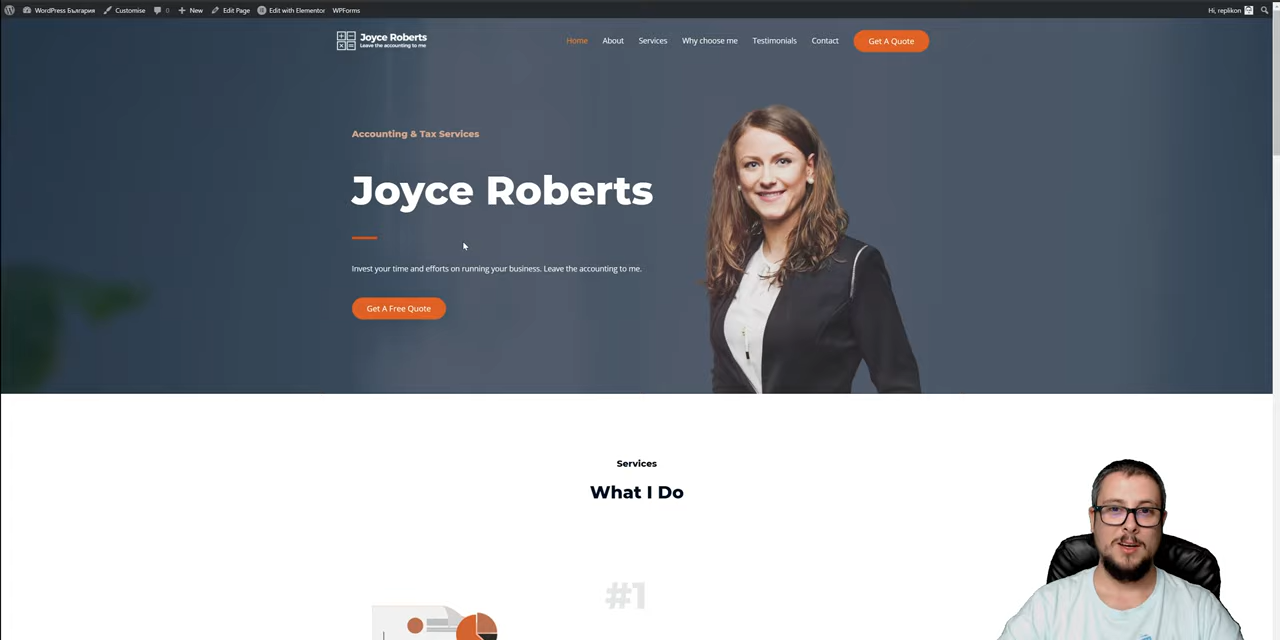 WordPress България
Customise
0
New
Edit Page
Edit with Elementor
WPForms
Hi, replikon
Joyce Roberts
Leave the accounting to me
Home
About
Services
Why choose me
Testimonials
Contact
Get A Quote
Accounting & Tax Services
Joyce Roberts
Invest your time and efforts on running your business. Leave the accounting to me.
Get A Free Quote
Services
What I Do
#1